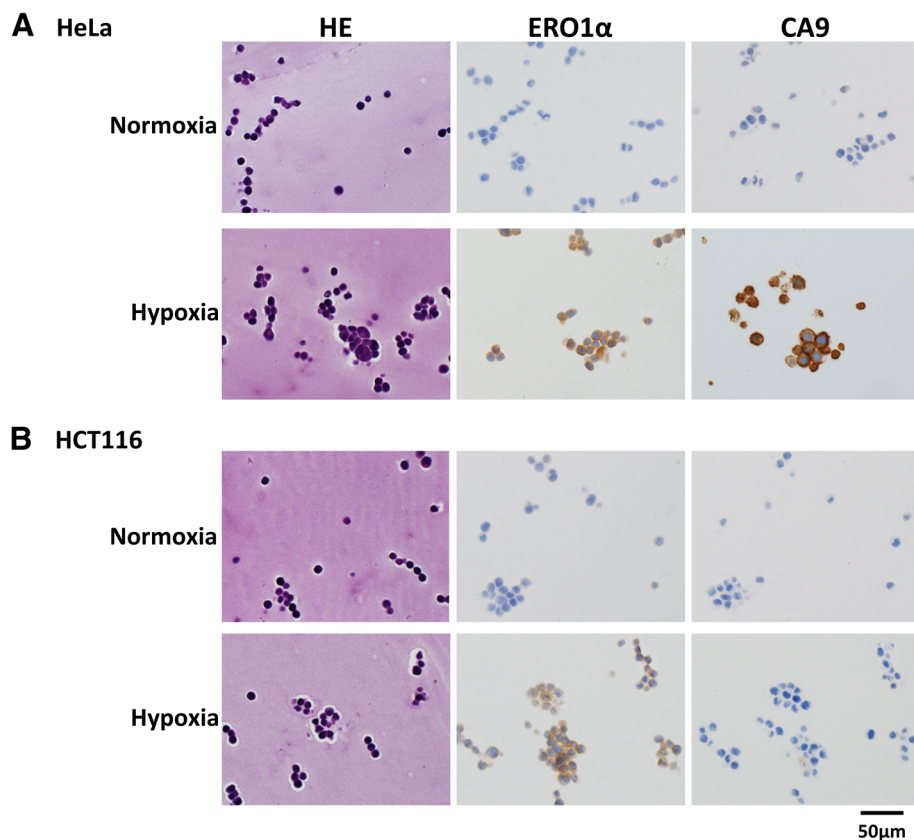 A HeLa HE ERO1α CA9
Normoxia
Hypoxia
B HCT116
Normoxia
Hypoxia
50μm